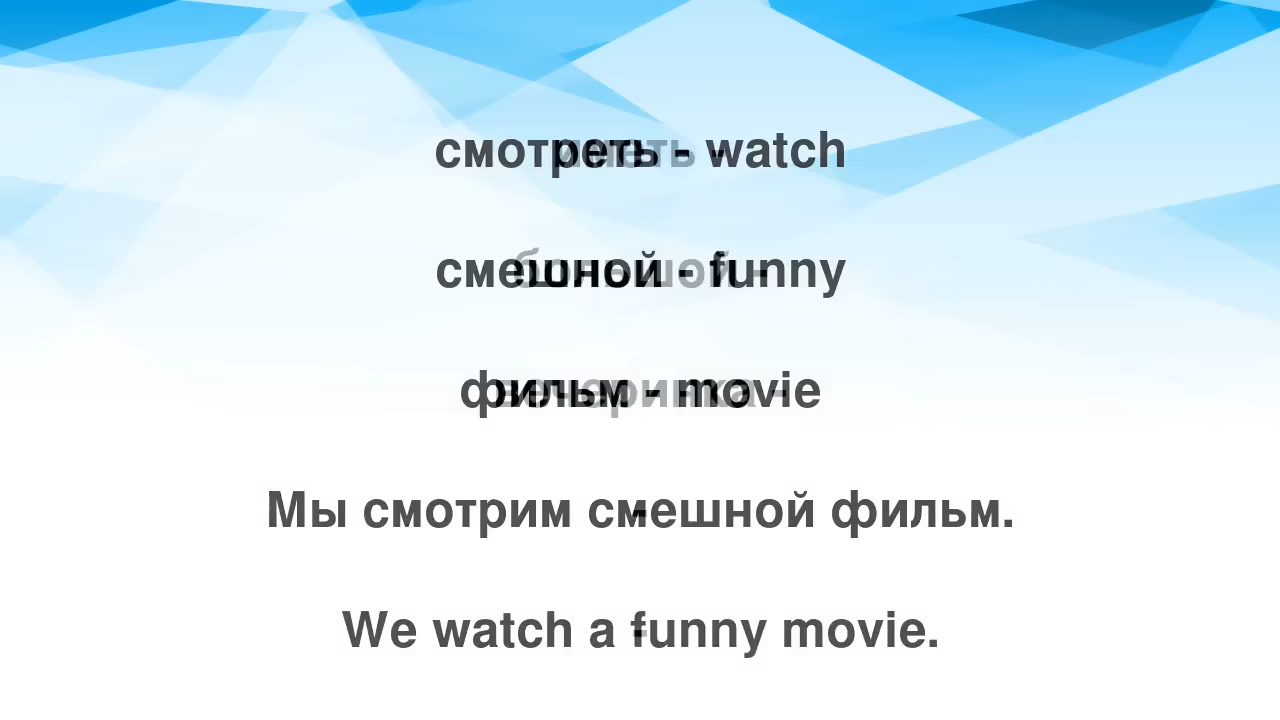 смотреть - watch
смешной - funny
фильм - movie
Мы смотрим смешной фильм.
We watch a funny movie.